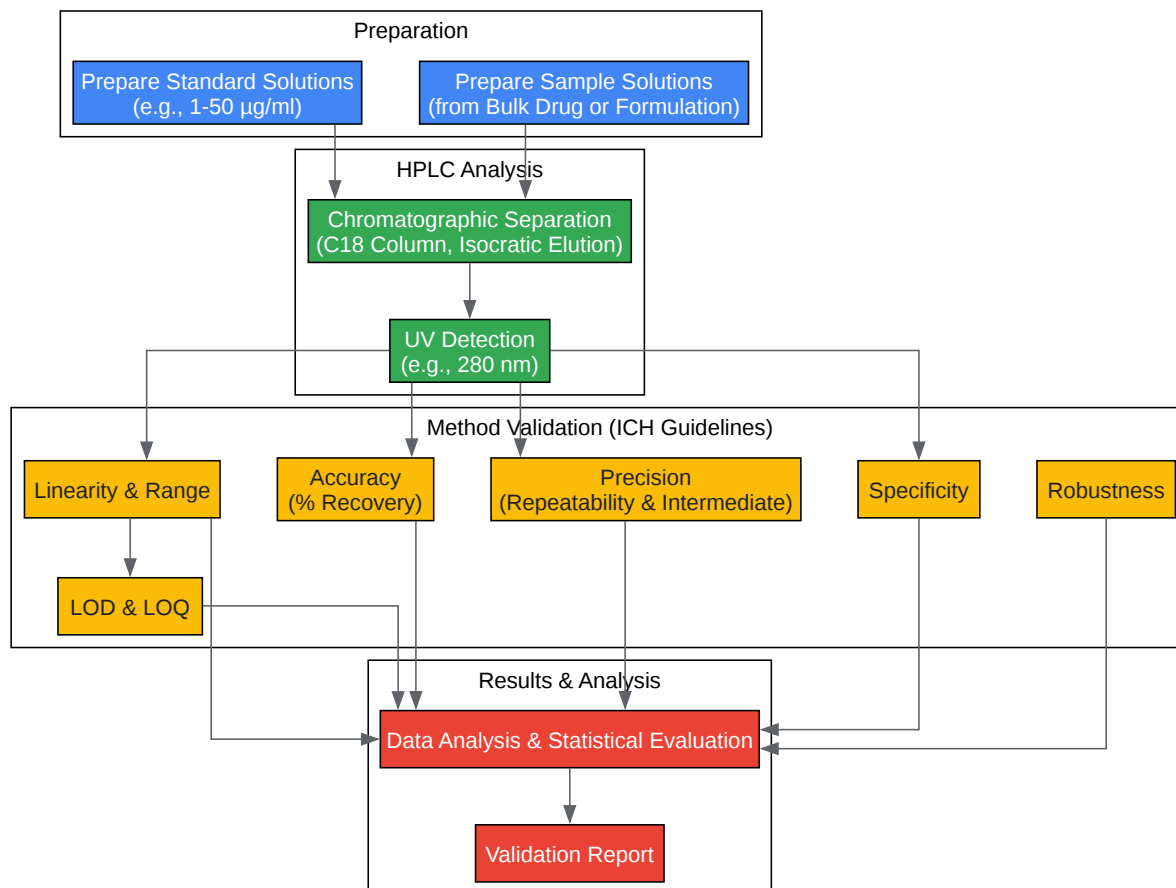 Preparation
Prepare Standard Solutions
(e.g., 1-50 µg/ml)
Prepare Sample Solutions
(from Bulk Drug or Formulation)
HPLC Analysis
Chromatographic Separation
(C18 Column, Isocratic Elution)
UV Detection
(e.g., 280 nm)
Method Validation (ICH Guidelines)
Linearity & Range
Accuracy
(% Recovery)
Precision
(Repeatability & Intermediate)
Specificity
Robustness
LOD & LOQ
Results & Analysis
Data Analysis & Statistical Evaluation
Validation Report